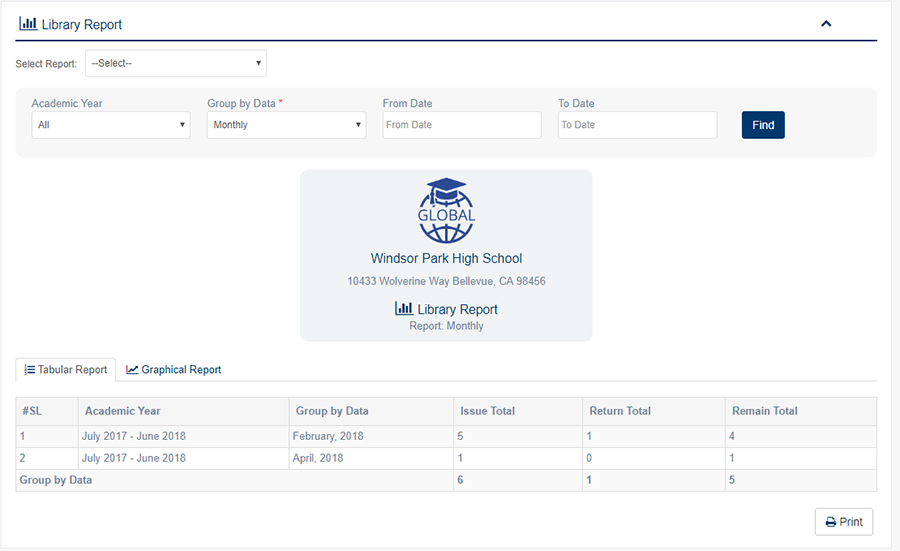 Library Report
Select Report: --Select--
Academic Year Group by Data * From Date To Date
All Monthly From Date To Date Find
GLOBAL
Windsor Park High School
10433 Wolverine Way Bellevue, CA 98456
Library Report
Report: Monthly
Tabular Report Graphical Report
#SL Academic Year Group by Data Issue Total Return Total Remain Total
1 July 2017 - June 2018 February, 2018 5 1 4
2 July 2017 - June 2018 April, 2018 1 0 1
Group by Data 6 1 5
Print